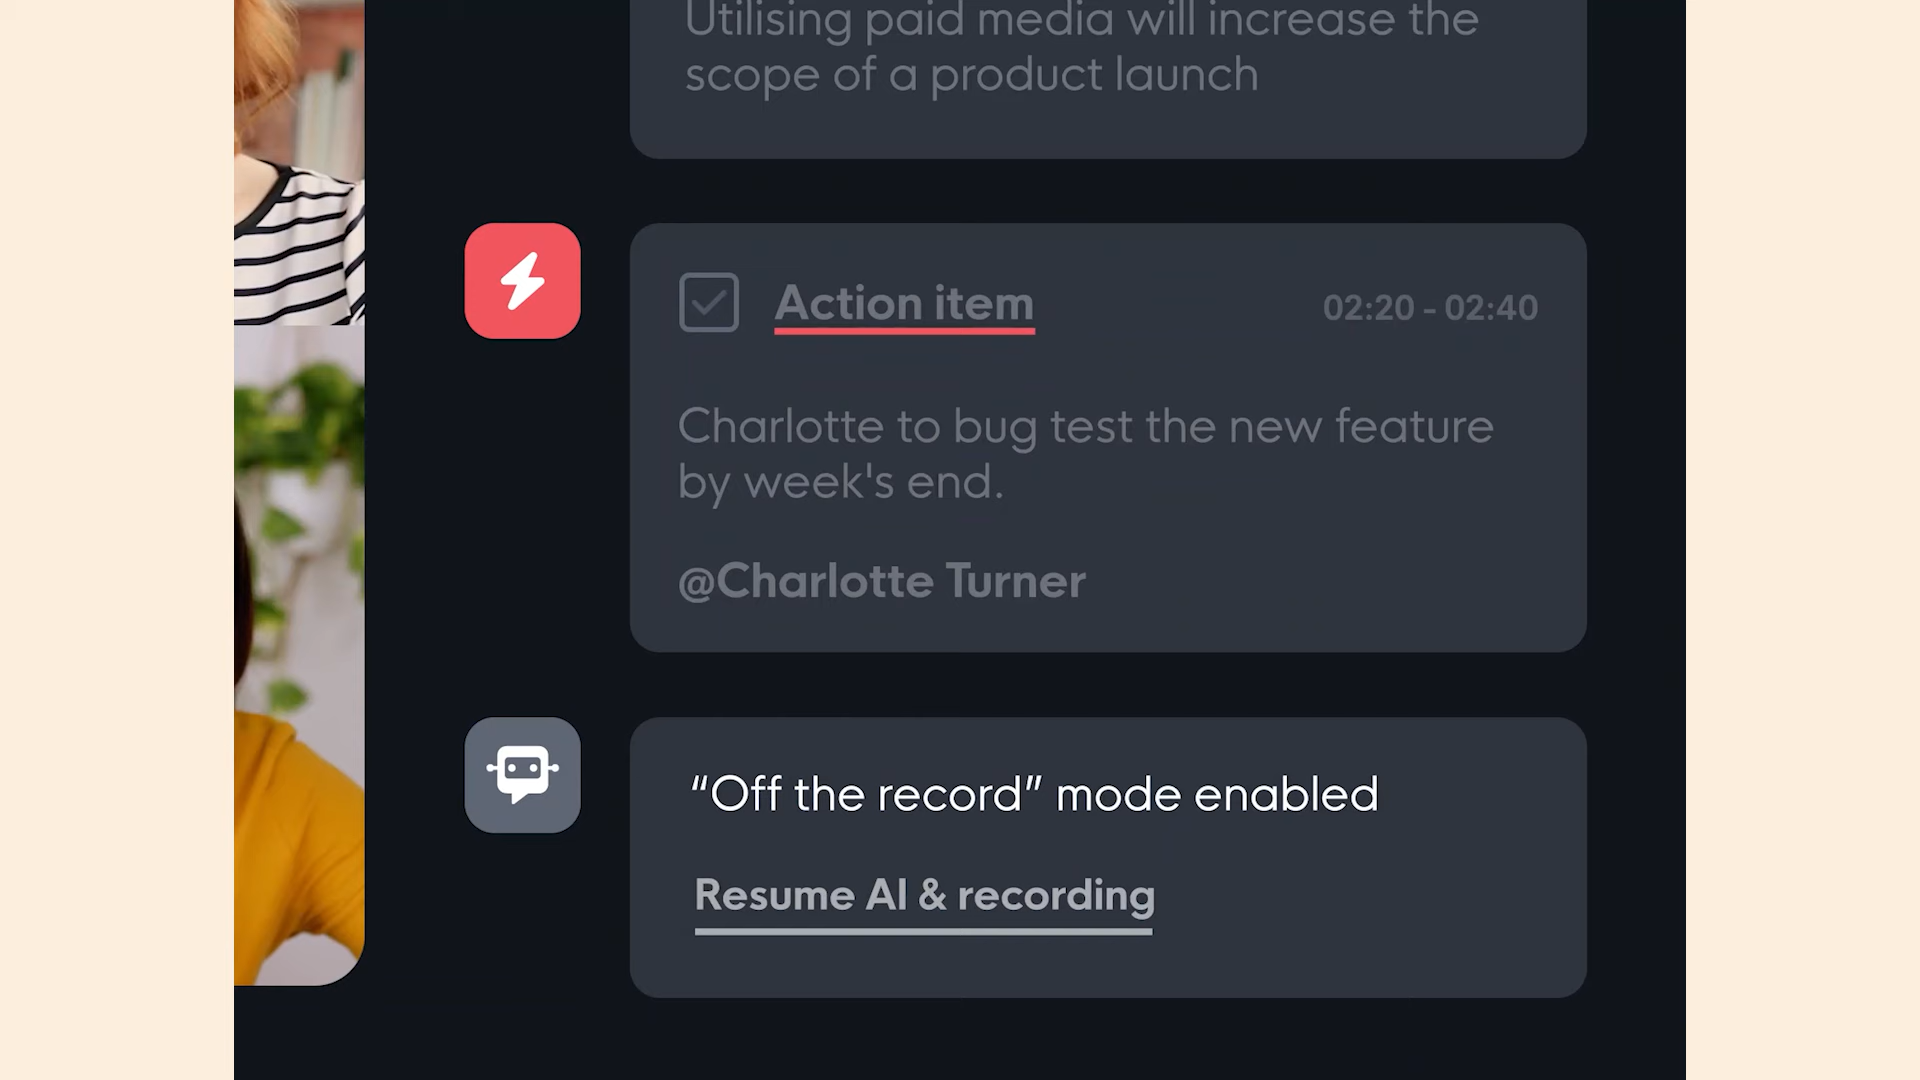 Utilising paid media will increase the
scope of a product launch
Action item
02:20 - 02:40
Charlotte to bug test the new feature
by week's end.
@Charlotte Turner
“Off the record” mode enabled
Resume AI & recording